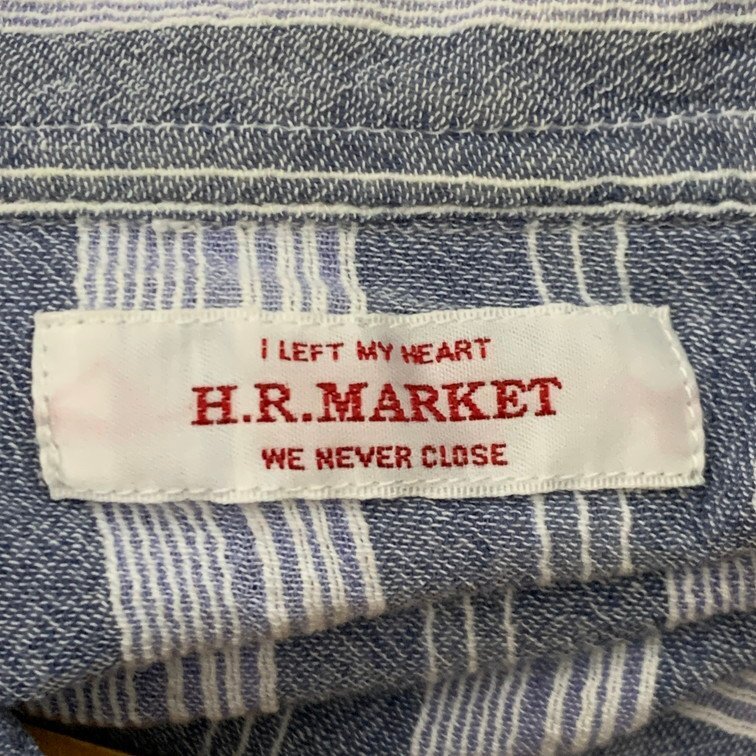 I LEFT MY HEART
H.R.MARKET
WE NEVER CLOSE